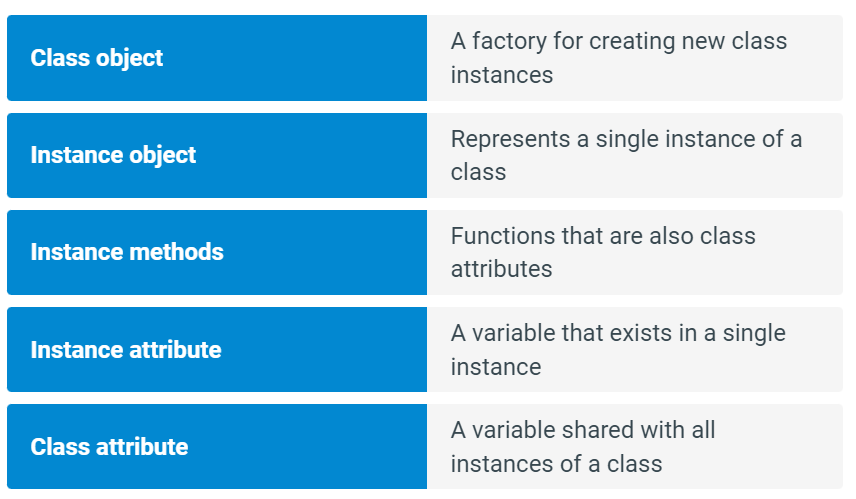 Class object
A factory for creating new class
instances
Instance object
Represents a single instance of a
class
Instance methods
Functions that are also class
attributes
Instance attribute
A variable that exists in a single
instance
Class attribute
A variable shared with all
instances of a class